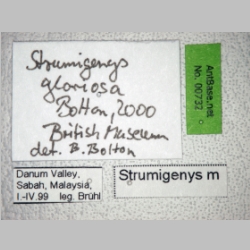 Strumigenys
gloriosa
Bolton, 2000
British Museum
det. B. Bolton
AntBase.net
No. 00732
Danum Valley,
Sabah, Malaysia,
I.-IV.99 leg. Brühl
Strumigenys m